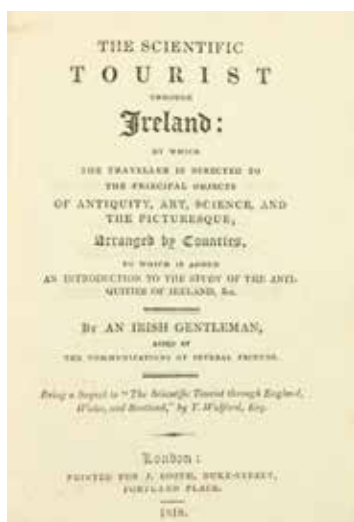 THE SCIENTIFIC
TOURIST
THROUGH
Ireland:
BY WHICH
THE TRAVELLER IS DIRECTED TO
THE PRINCIPAL OBJECTS
OF ANTIQUITY, ART, SCIENCE, AND
THE PICTURESQUE;
Arranged by Counties.
TO WHICH IS ADDED
AN INTRODUCTION TO THE STUDY OF THE ANTI-
QUITIES OF IRELAND, &c.
BY AN IRISH GENTLEMAN,
AIDED BY
THE COMMUNICATIONS OF SEVERAL FRIENDS.
Being a Sequel to "The Scientific Tourist through England,
Wales, and Scotland," by T. Walford, Esq.
London:
PRINTED FOR J. BOOTH, DUKE-STREET,
PORTLAND PLACE.
1818.